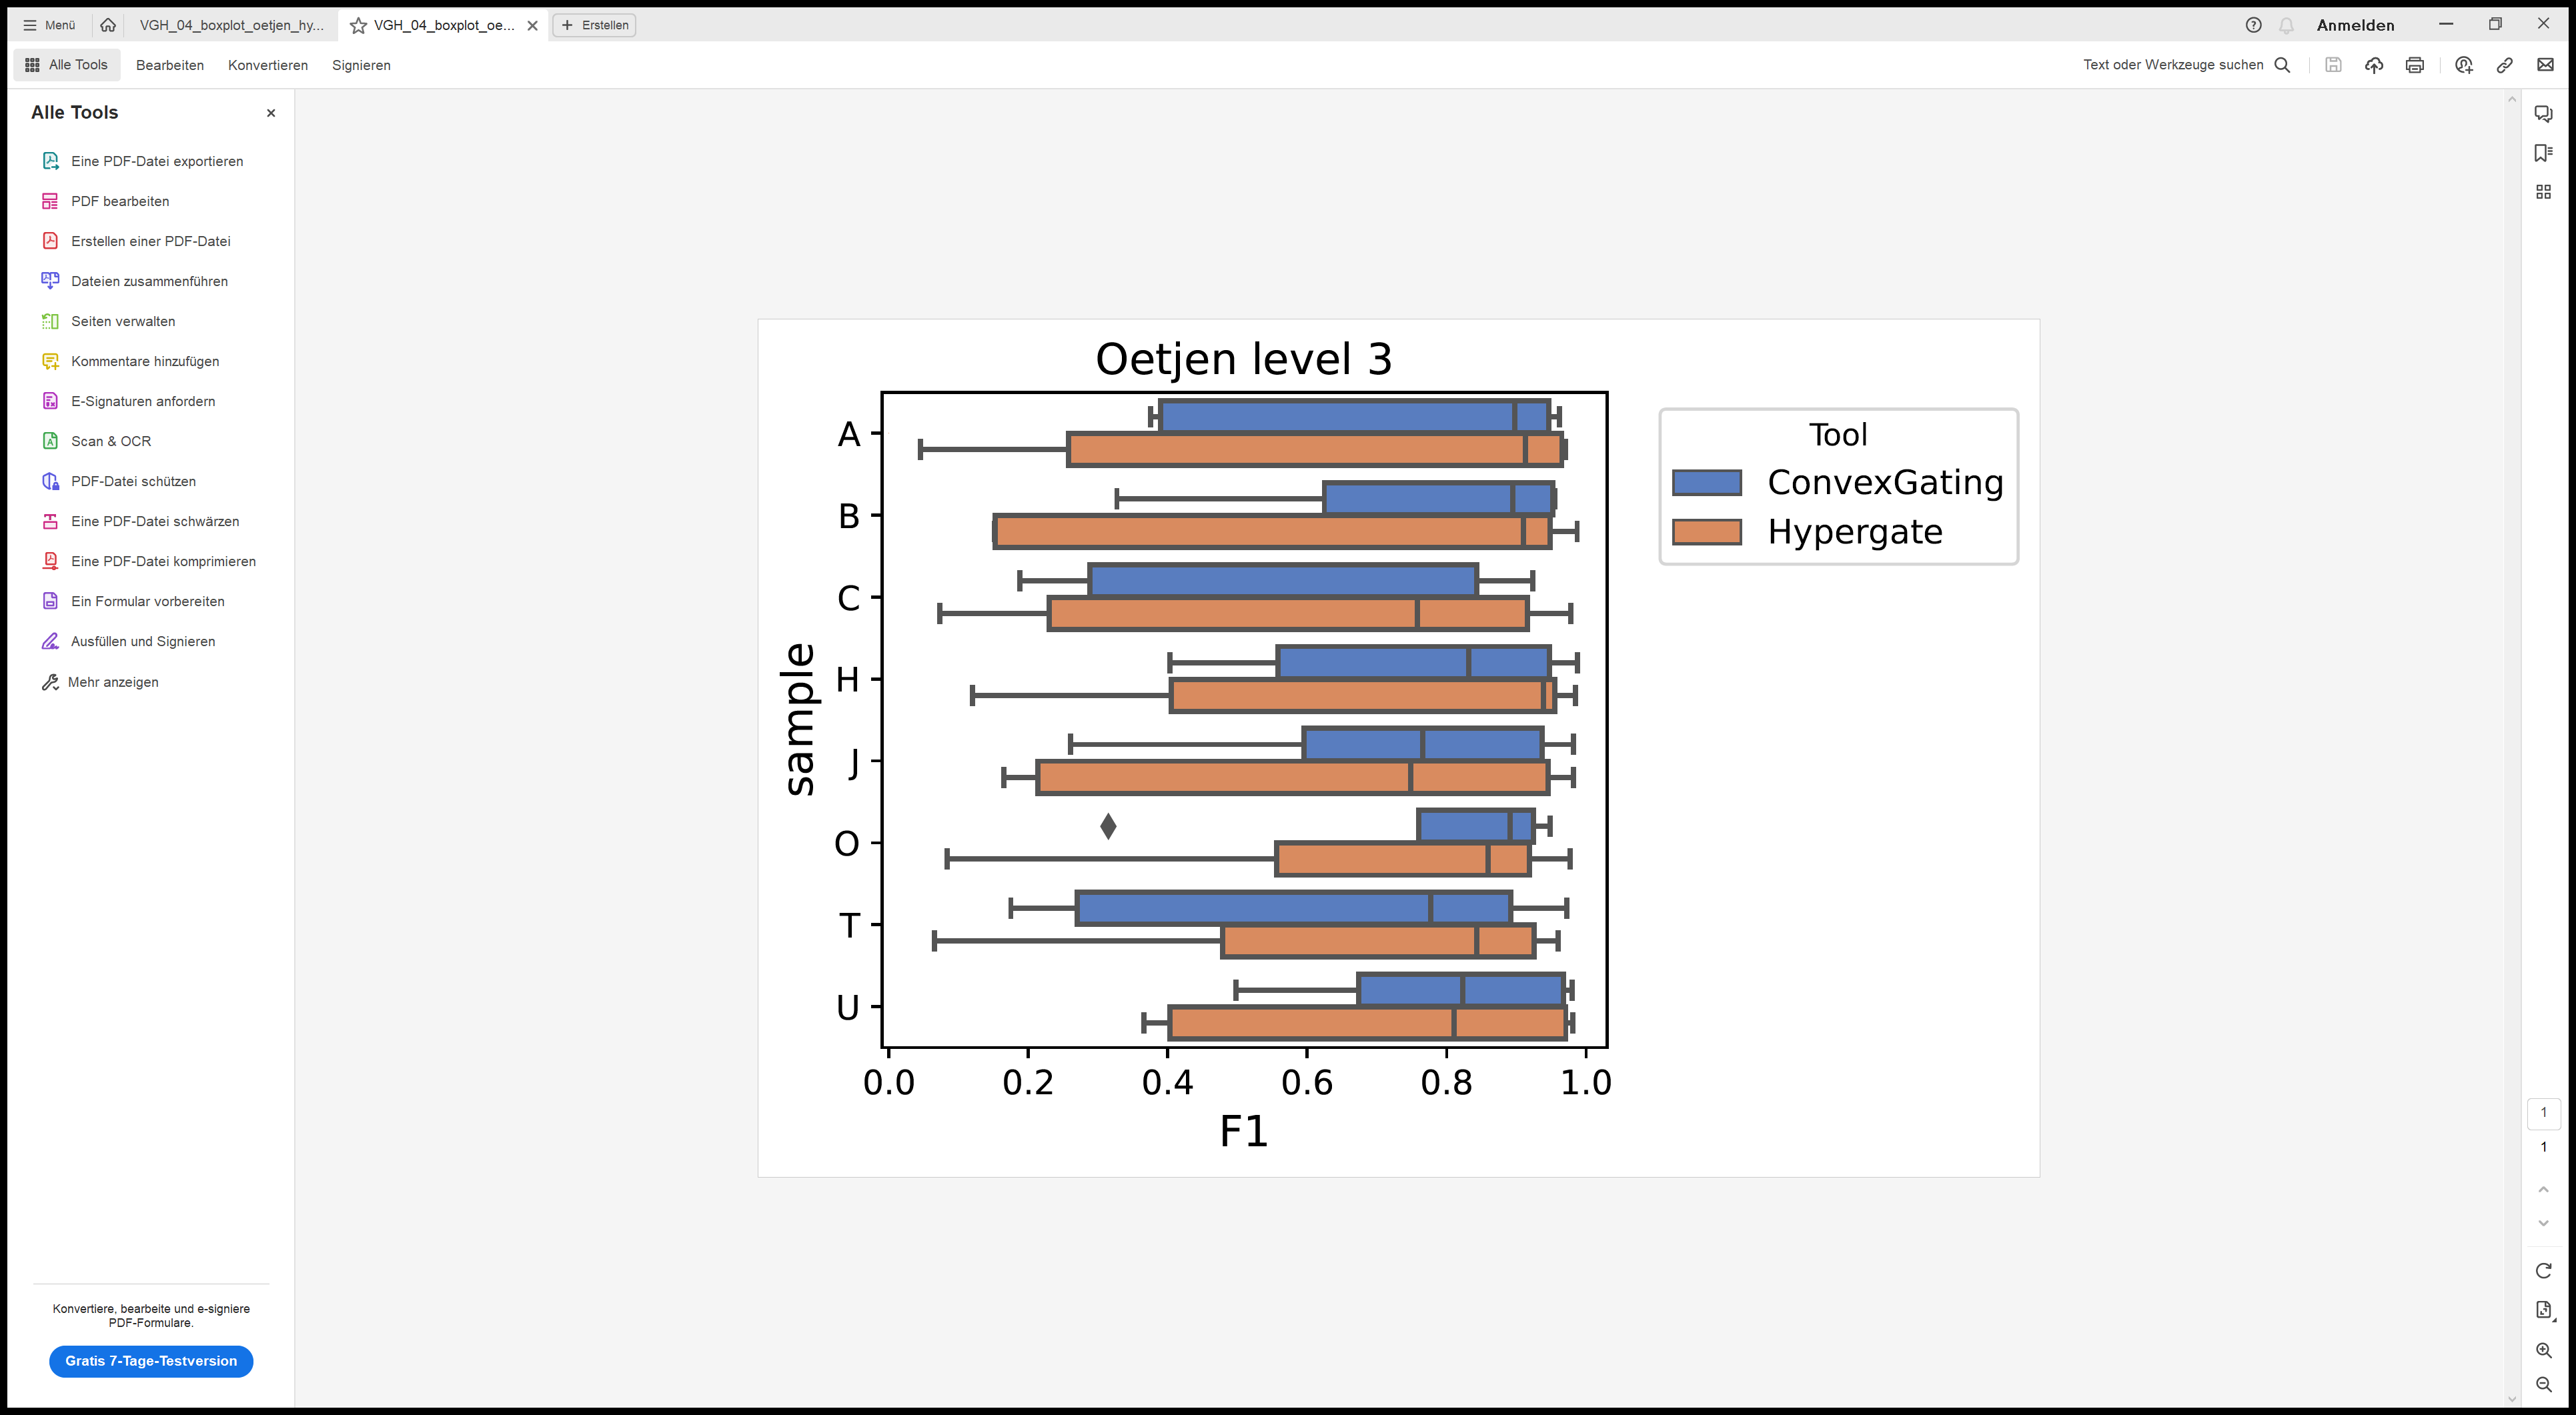 Menü
VGH_04_boxplot_oetjen_hy...
VGH_04_boxplot_oe...
Erstellen
Anmelden
Alle Tools
Bearbeiten
Konvertieren
Signieren
Text oder Werkzeuge suchen
Alle Tools
Eine PDF-Datei exportieren
PDF bearbeiten
Erstellen einer PDF-Datei
Dateien zusammenführen
Seiten verwalten
Kommentare hinzufügen
E-Signaturen anfordern
Scan & OCR
PDF-Datei schützen
Eine PDF-Datei schwärzen
Eine PDF-Datei komprimieren
Ein Formular vorbereiten
Ausfüllen und Signieren
Mehr anzeigen
Konvertiere, bearbeite und e-signiere
PDF-Formulare.
Gratis 7-Tage-Testversion
Oetjen level 3
sample
A
B
C
H
J
O
T
U
0.0 0.2 0.4 0.6 0.8 1.0
F1
Tool
ConvexGating
Hypergate
1
1